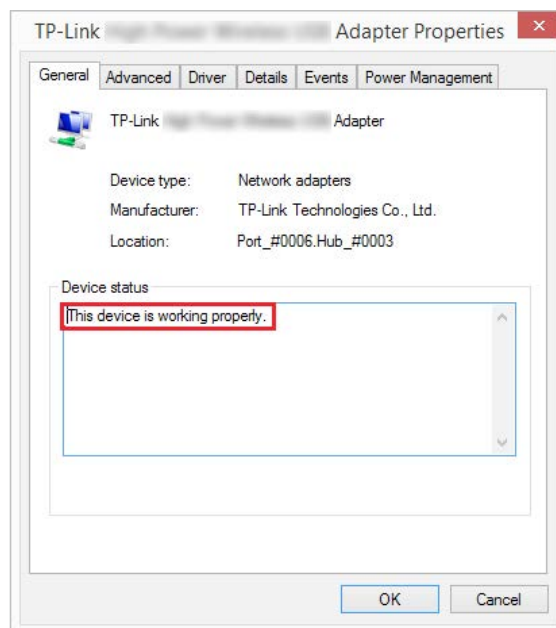 TP-Link Adapter Properties
General Advanced Driver Details Events Power Management
TP-Link Adapter
Device type: Network adapters
Manufacturer: TP-Link Technologies Co., Ltd.
Location: Port_#0006.Hub_#0003
Device status
This device is working properly.
OK Cancel